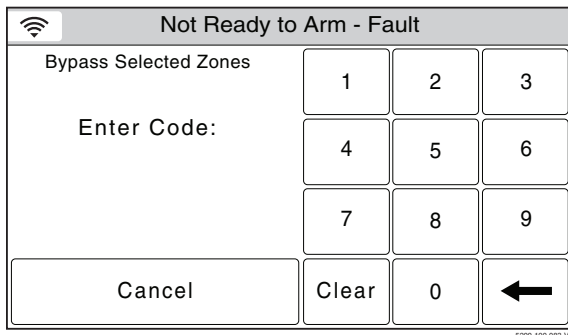 Not Ready to Arm - Fault
Bypass Selected Zones
Enter Code:
1 2 3
4 5 6
7 8 9
Cancel Clear 0